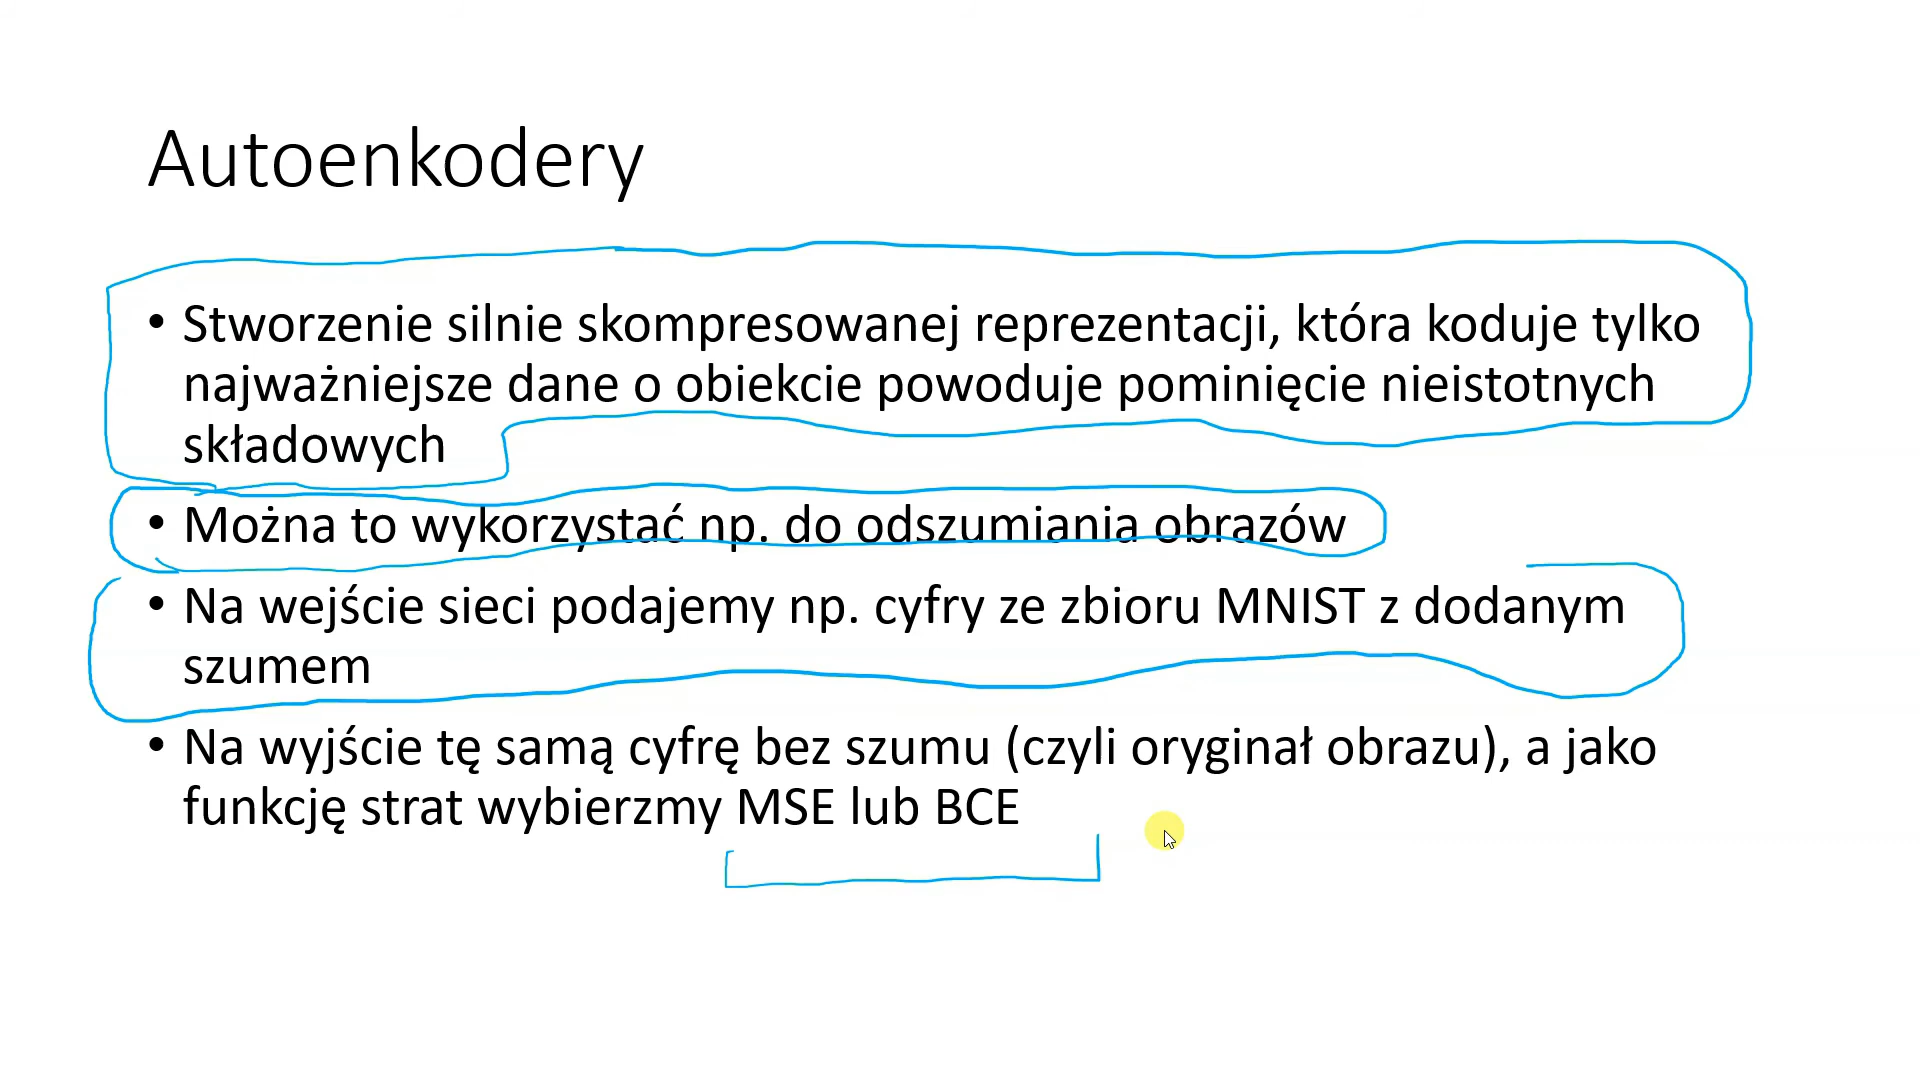 Autoenkodery
• Stworzenie silnie skompresowanej reprezentacji, która koduje tylko
najważniejsze dane o obiekcie powoduje pominięcie nieistotnych
składowych
• Można to wykorzystać np. do odszumiania obrazów
• Na wejście sieci podajemy np. cyfry ze zbioru MNIST z dodanym
szumem
• Na wyjście tę samą cyfrę bez szumu (czyli oryginał obrazu), a jako
funkcję strat wybierzmy MSE lub BCE